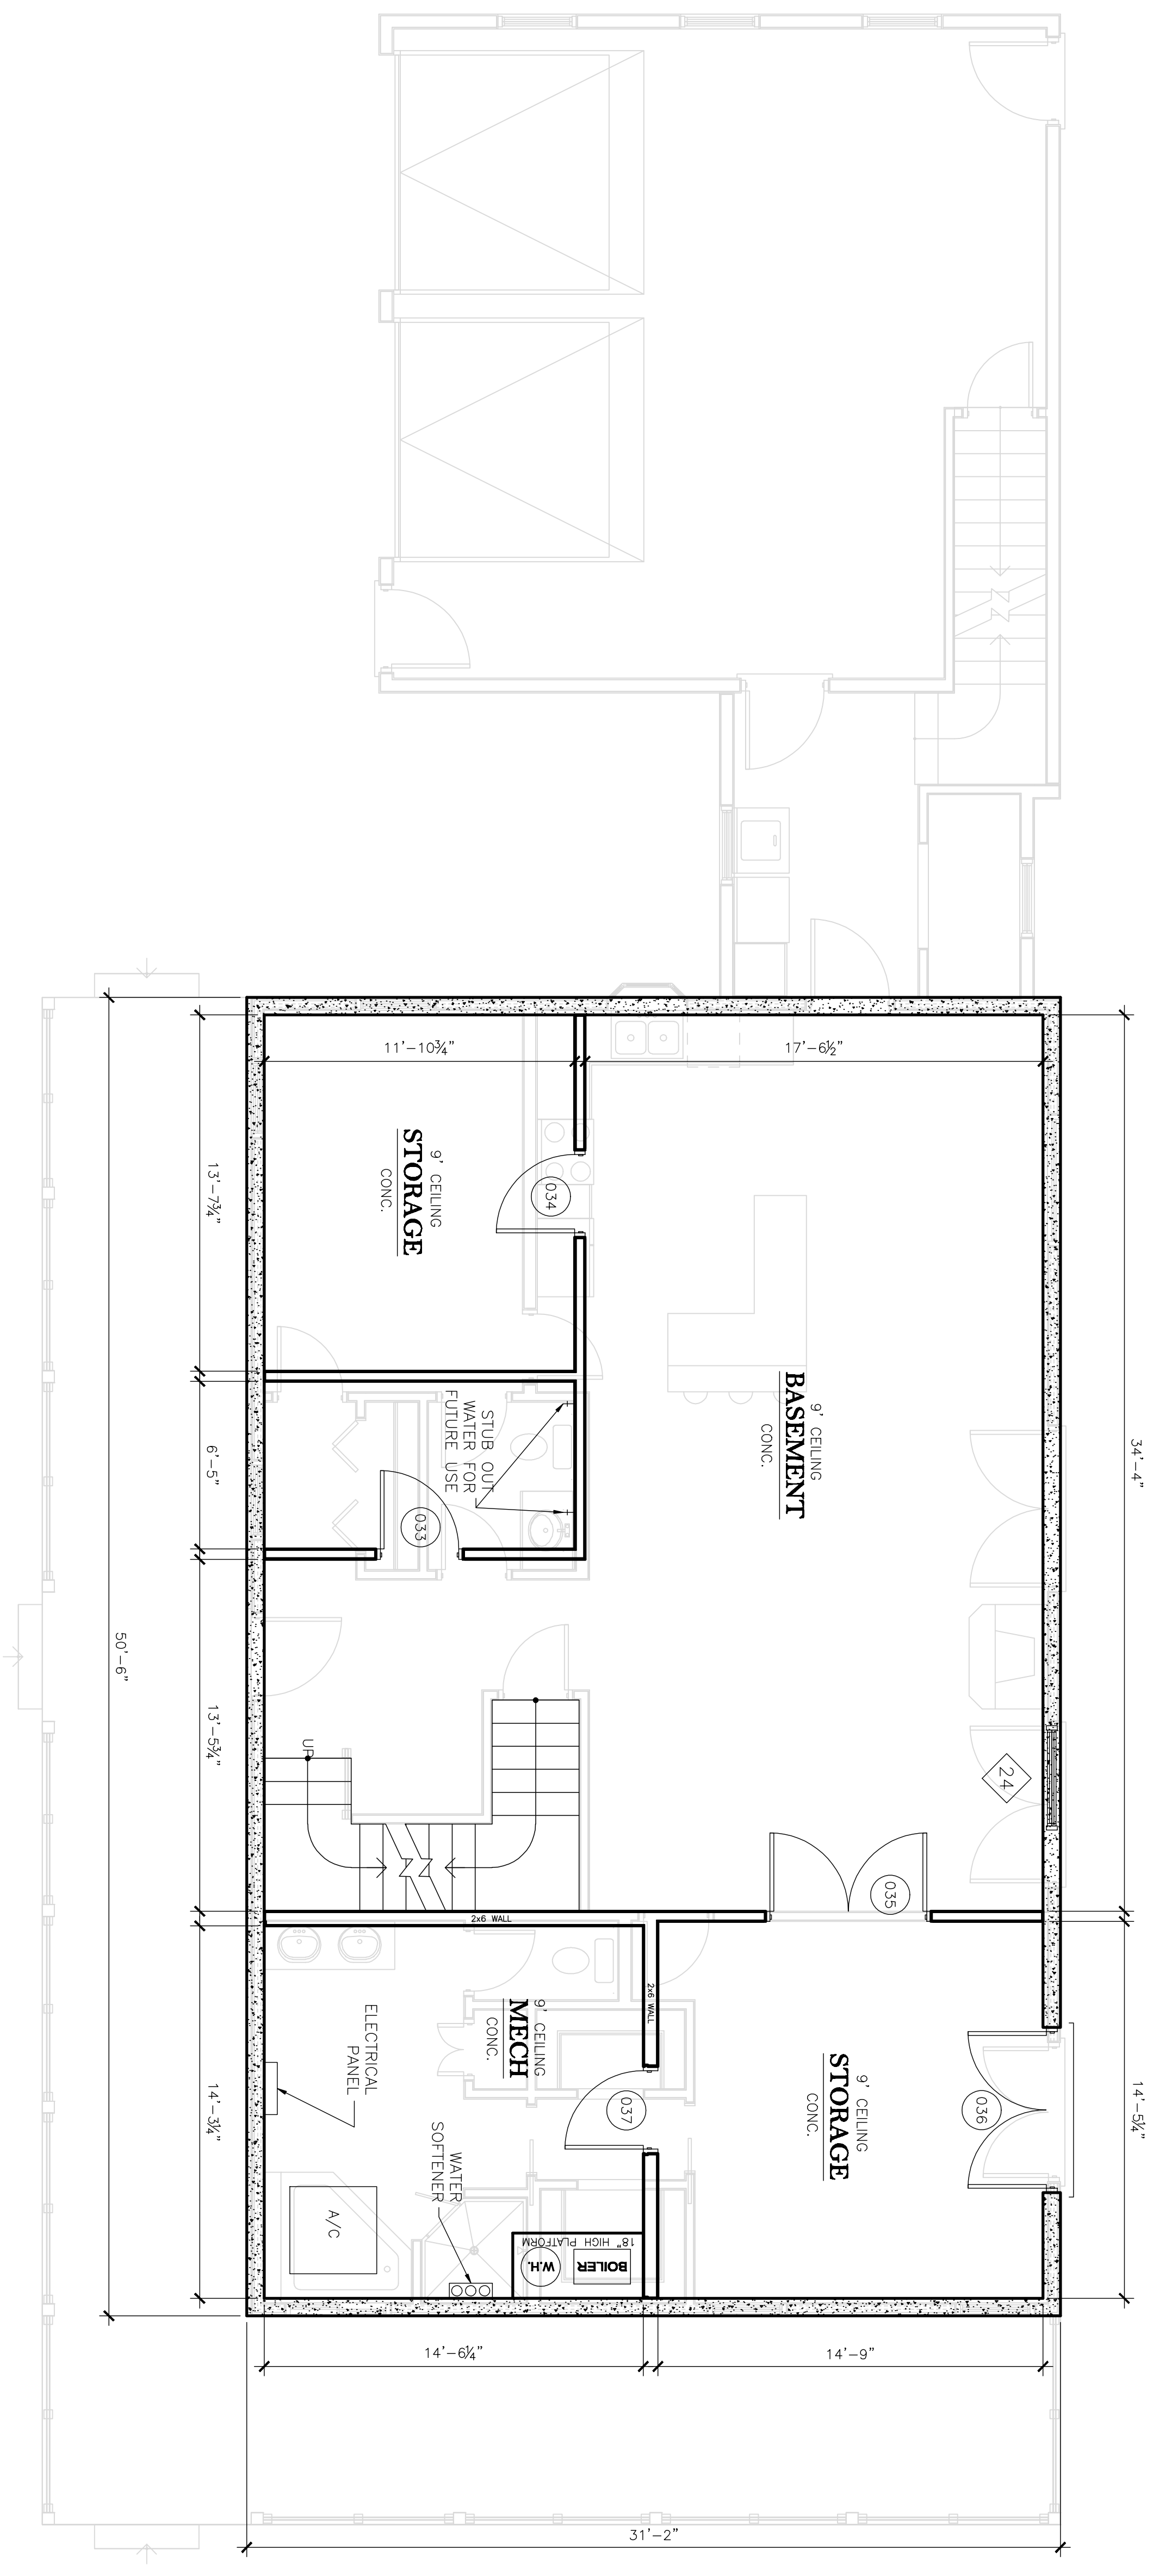 34'-4"
14'-5¼"
17'-6½"
11'-10¾"
9' CEILING
BASEMENT
CONC.
24
035
036
9' CEILING
STORAGE
CONC.
034
9' CEILING
STORAGE
CONC.
STUB OUT
WATER FOR
FUTURE USE
033
UP
2x6 WALL
2x6 WALL
9' CEILING
MECH
CONC.
037
ELECTRICAL
PANEL
WATER
SOFTENER
A/C
18" HIGH PLATFORM
W.H.
BOILER
13'-7¾"
6'-5"
13'-5¾"
14'-3¼"
50'-6"
14'-6¼"
14'-9"
31'-2"